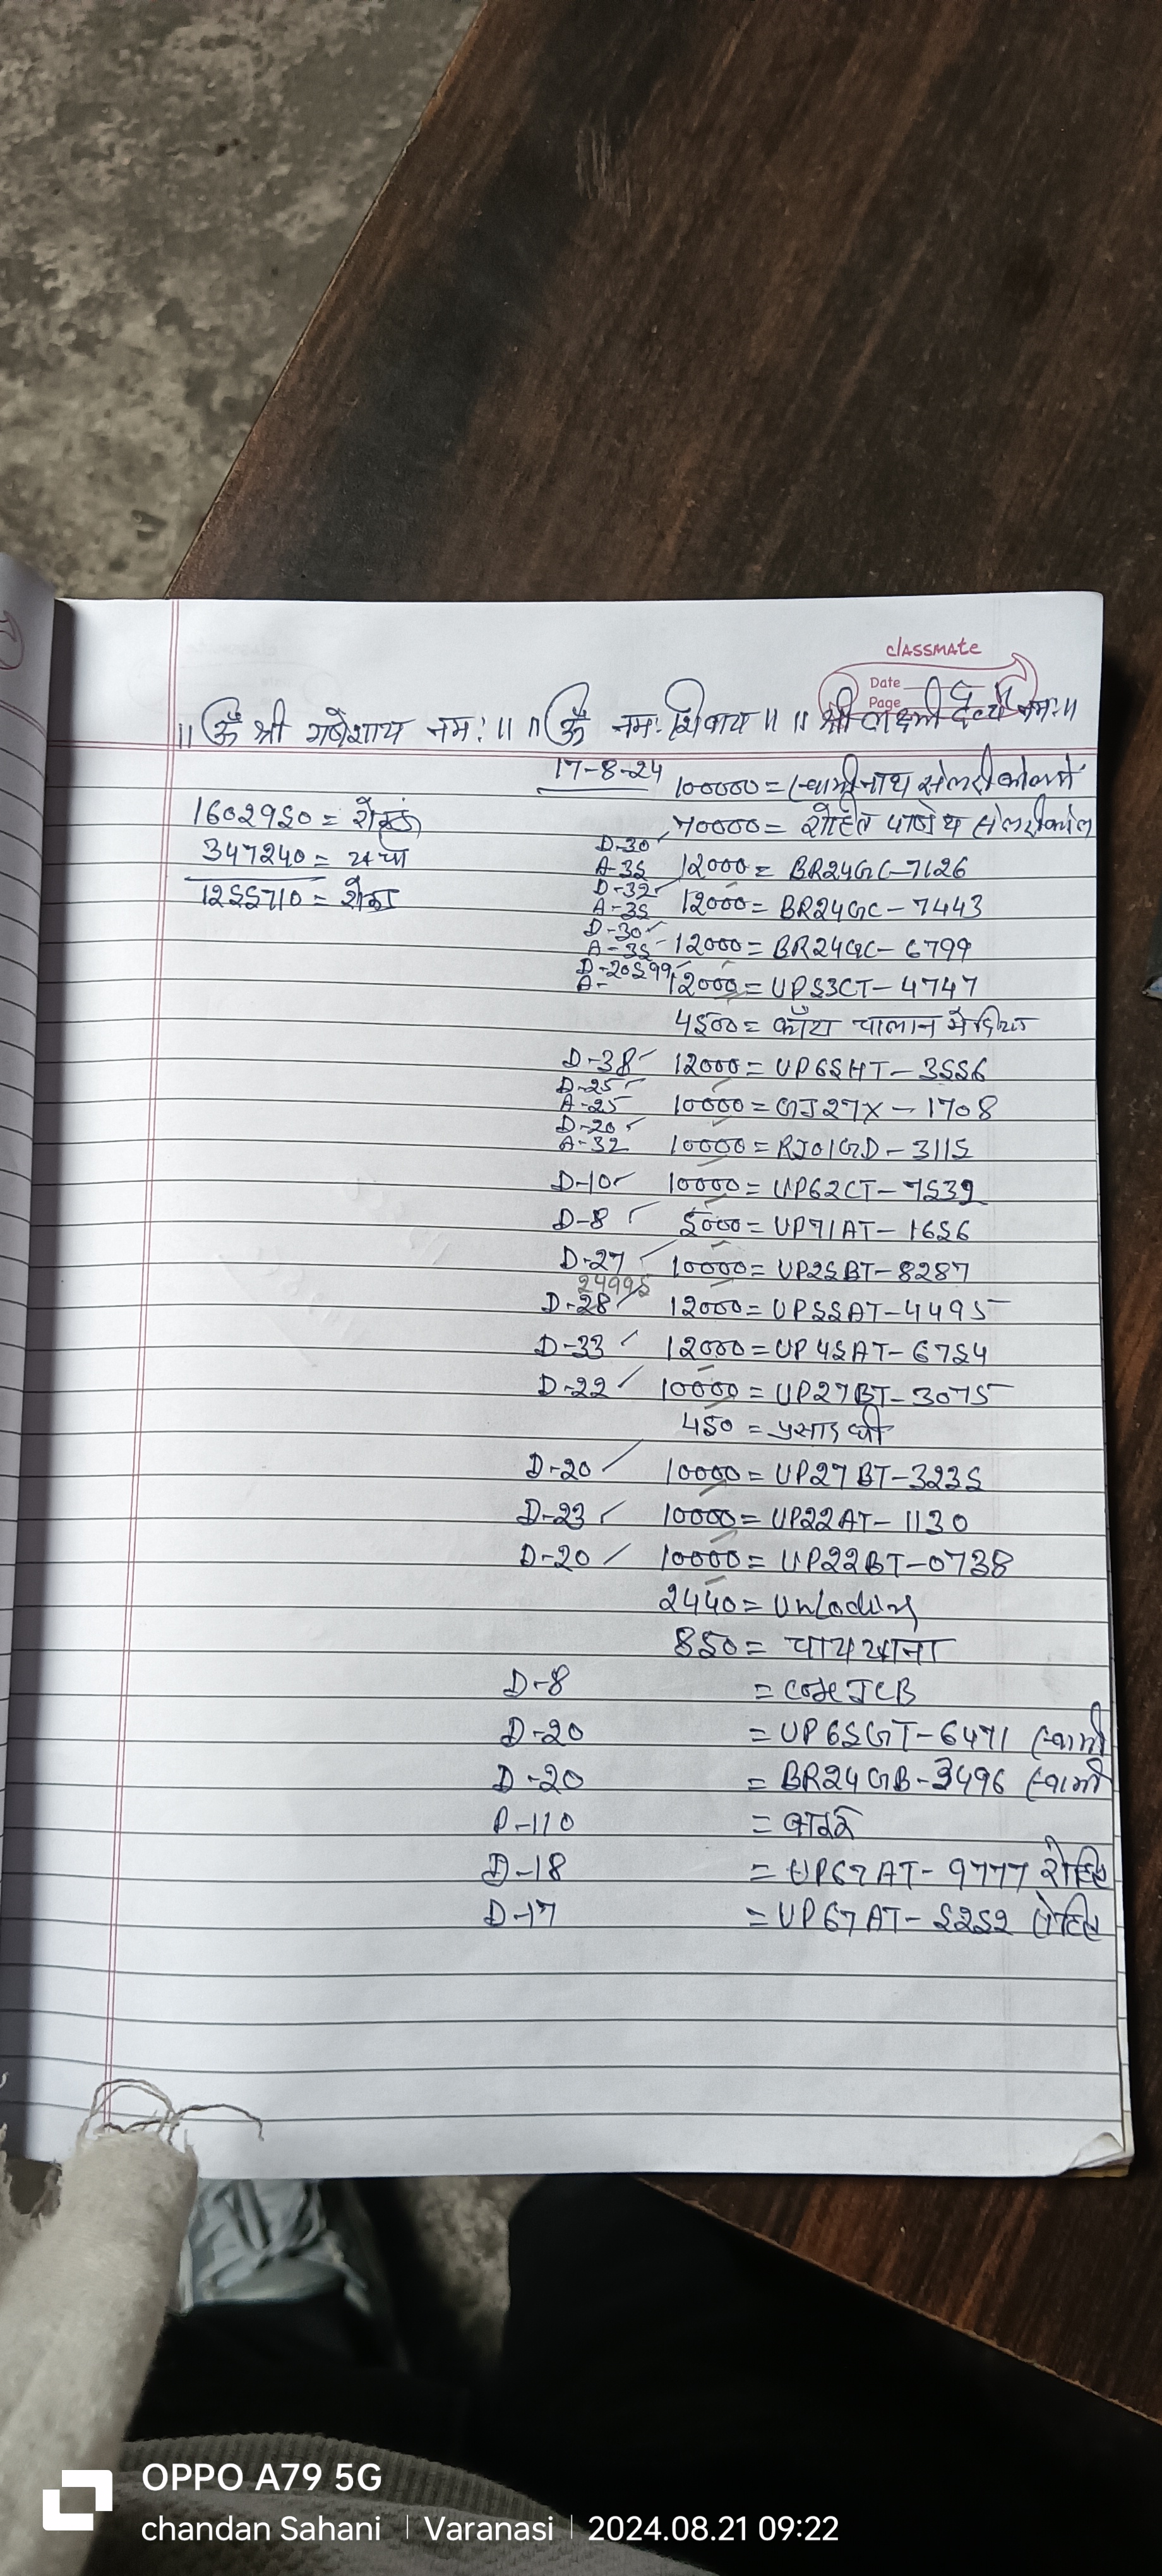 classmate
Date
Page
॥ ॐ श्री गणेशाय नमः ॥ ॥ ॐ नमः शिवाय ॥ ॥ श्री लक्ष्मी देव्यै नमः ॥
17-8-24
1602950 = रोकड़
347240 = खर्चा
1255710 = रोकड़
100000 = स्वामीनाथ
70000 = रोहित पाण्डेय
D-30
A-35 12000 = BR24GC-7126
D-32
A-35 12000 = BR24GC-7443
D-30
A-35 12000 = BR24GC-6799
D-20599
A- 12000 = UP53CT-4747
4500 = काँटा चालान में दिया
D-38 12000 = UP65HT-3556
D-25
A-25 10000 = GJ27X-1708
D-20
A-32 10000 = RJ01GD-3115
D-10 10000 = UP62CT-7539
D-8 5000 = UP71AT-1656
D-27 10000 = UP25BT-8287
24995
D-28 12000 = UP55AT-4495
D-33 12000 = UP45AT-6754
D-22 10000 = UP27BT-3075
450 = प्रसाद घी
D-20 10000 = UP27BT-3235
D-23 10000 = UP22AT-1130
D-20 10000 = UP22BT-0738
2440 = Unloding
850 = चाय खाना
D-8 = JCB
D-20 = UP65GT-6471 स्वामी
D-20 = BR24GB-3496 स्वामी
P-110 =
D-18 = UP67AT-9777 रोहित
D-17 = UP67AT-5252 रोहित
OPPO A79 5G
chandan Sahani | Varanasi | 2024.08.21 09:22